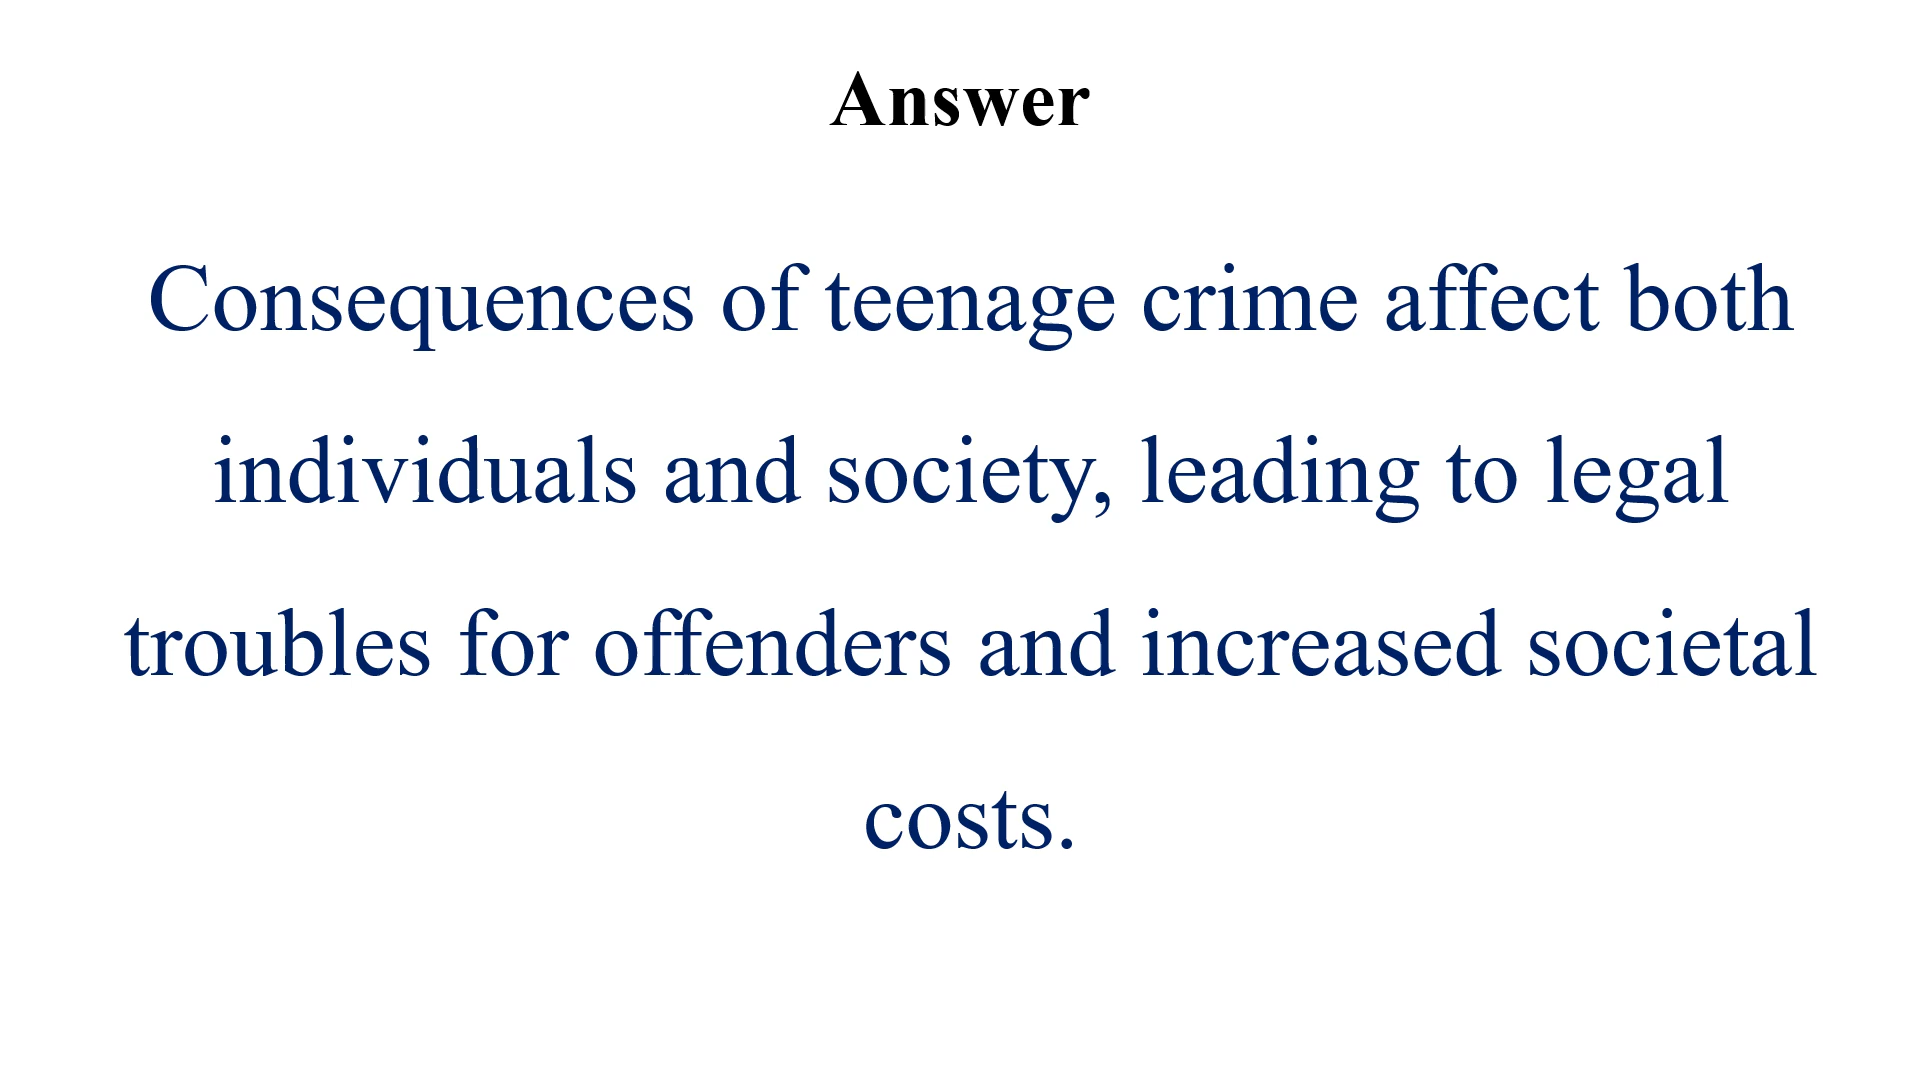 Answer
Consequences of teenage crime affect both
individuals and society, leading to legal
troubles for offenders and increased societal
costs.